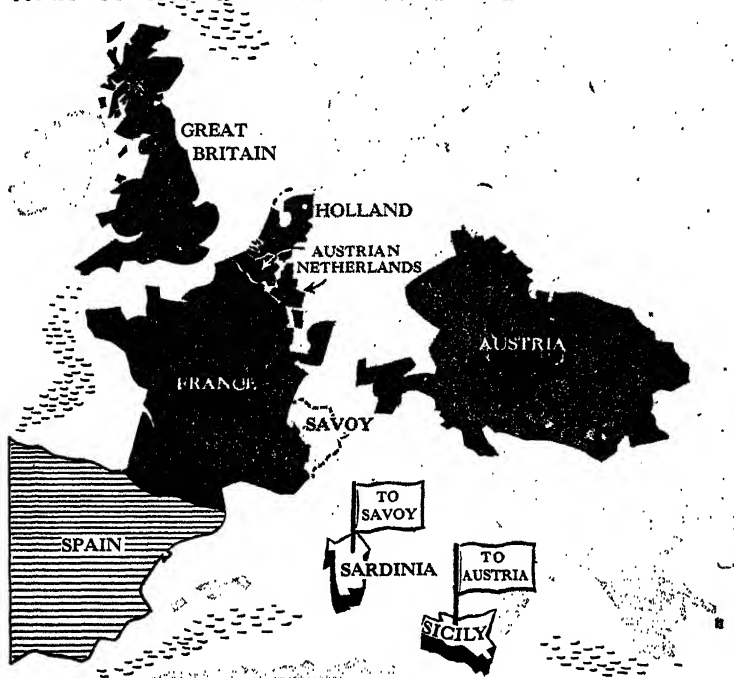 GREAT
BRITAIN
HOLLAND
AUSTRIAN
NETHERLANDS
AUSTRIA
FRANCE
SAVOY
TO
SAVOY
SPAIN
SARDINIA
TO
AUSTRIA
SICILY